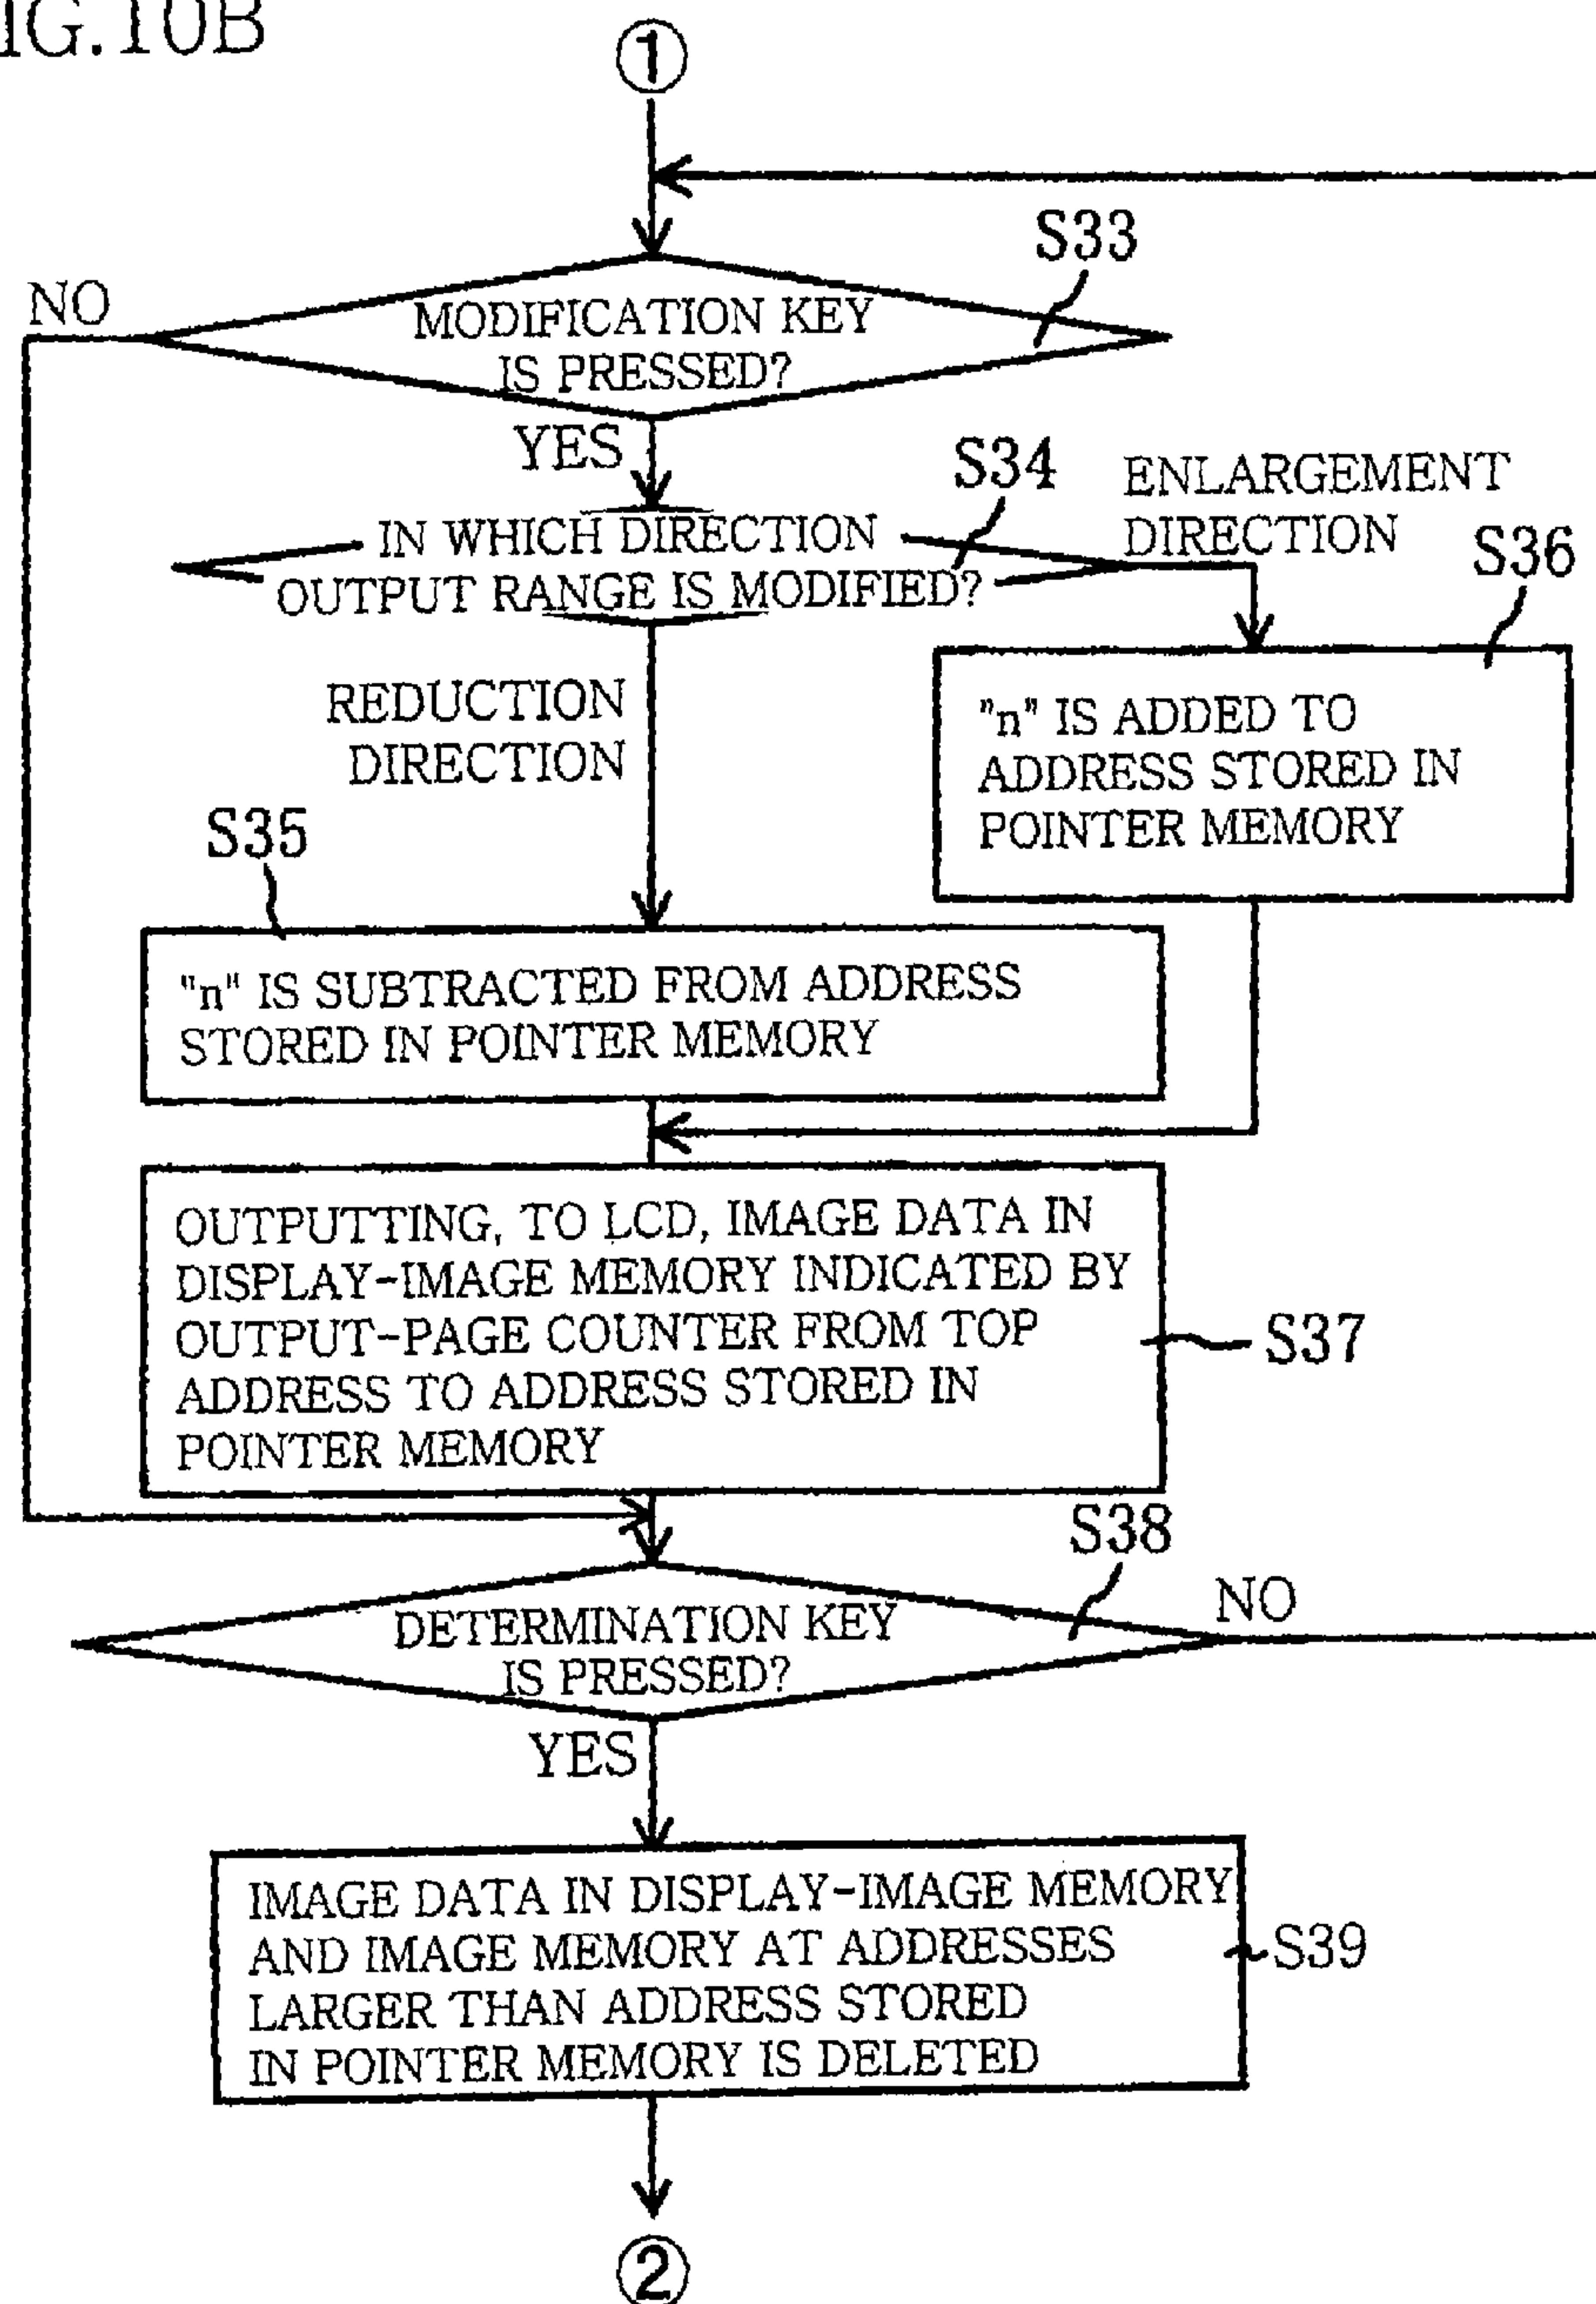 IG. 10B
①
S33
NO
MODIFICATION KEY
IS PRESSED?
YES
S34
ENLARGEMENT
DIRECTION
IN WHICH DIRECTION
OUTPUT RANGE IS MODIFIED?
S36
REDUCTION
DIRECTION
"n" IS ADDED TO
ADDRESS STORED IN
POINTER MEMORY
S35
"n" IS SUBTRACTED FROM ADDRESS
STORED IN POINTER MEMORY
OUTPUTTING, TO LCD, IMAGE DATA IN
DISPLAY-IMAGE MEMORY INDICATED BY
OUTPUT-PAGE COUNTER FROM TOP
ADDRESS TO ADDRESS STORED IN
POINTER MEMORY
S37
S38
NO
DETERMINATION KEY
IS PRESSED?
YES
IMAGE DATA IN DISPLAY-IMAGE MEMORY
AND IMAGE MEMORY AT ADDRESSES
LARGER THAN ADDRESS STORED
IN POINTER MEMORY IS DELETED
S39
②